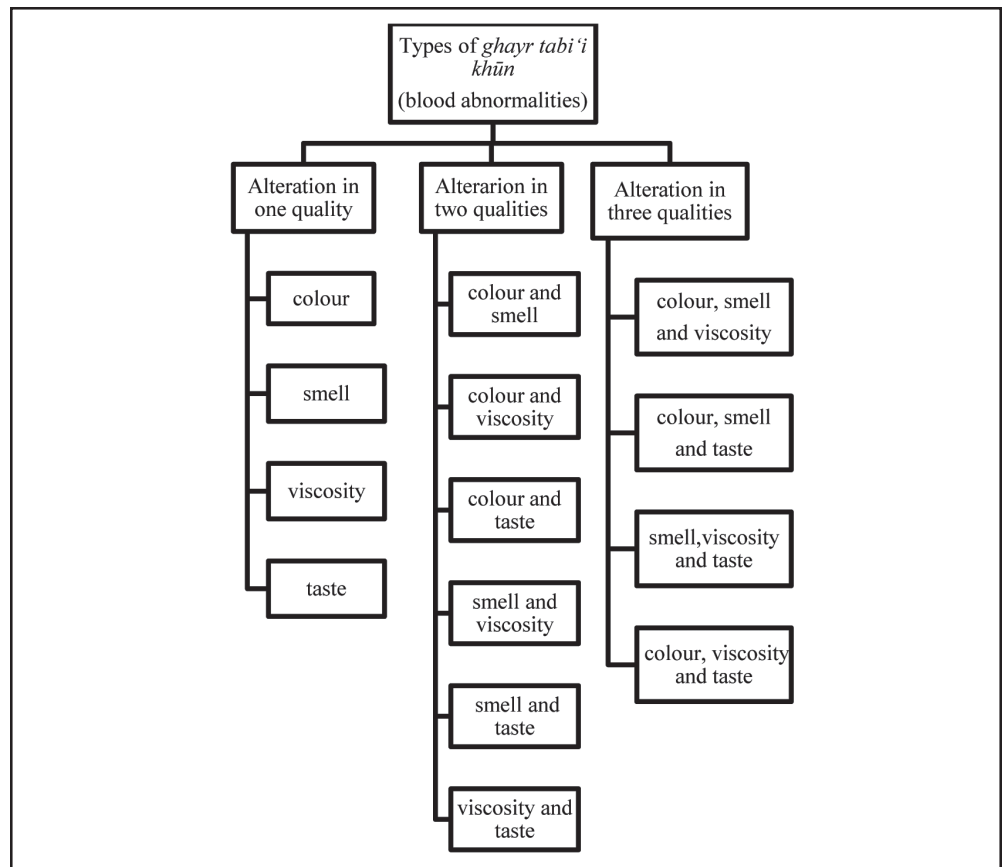 Types of ghayr tabi‘i
khūn
(blood abnormalities)
Alteration in
one quality
colour
smell
viscosity
taste
Alterarion in
two qualities
colour and
smell
colour and
viscosity
colour and
taste
smell and
viscosity
smell and
taste
viscosity and
taste
Alteration in
three qualities
colour, smell
and viscosity
colour, smell
and taste
smell,viscosity
and taste
colour, viscosity
and taste